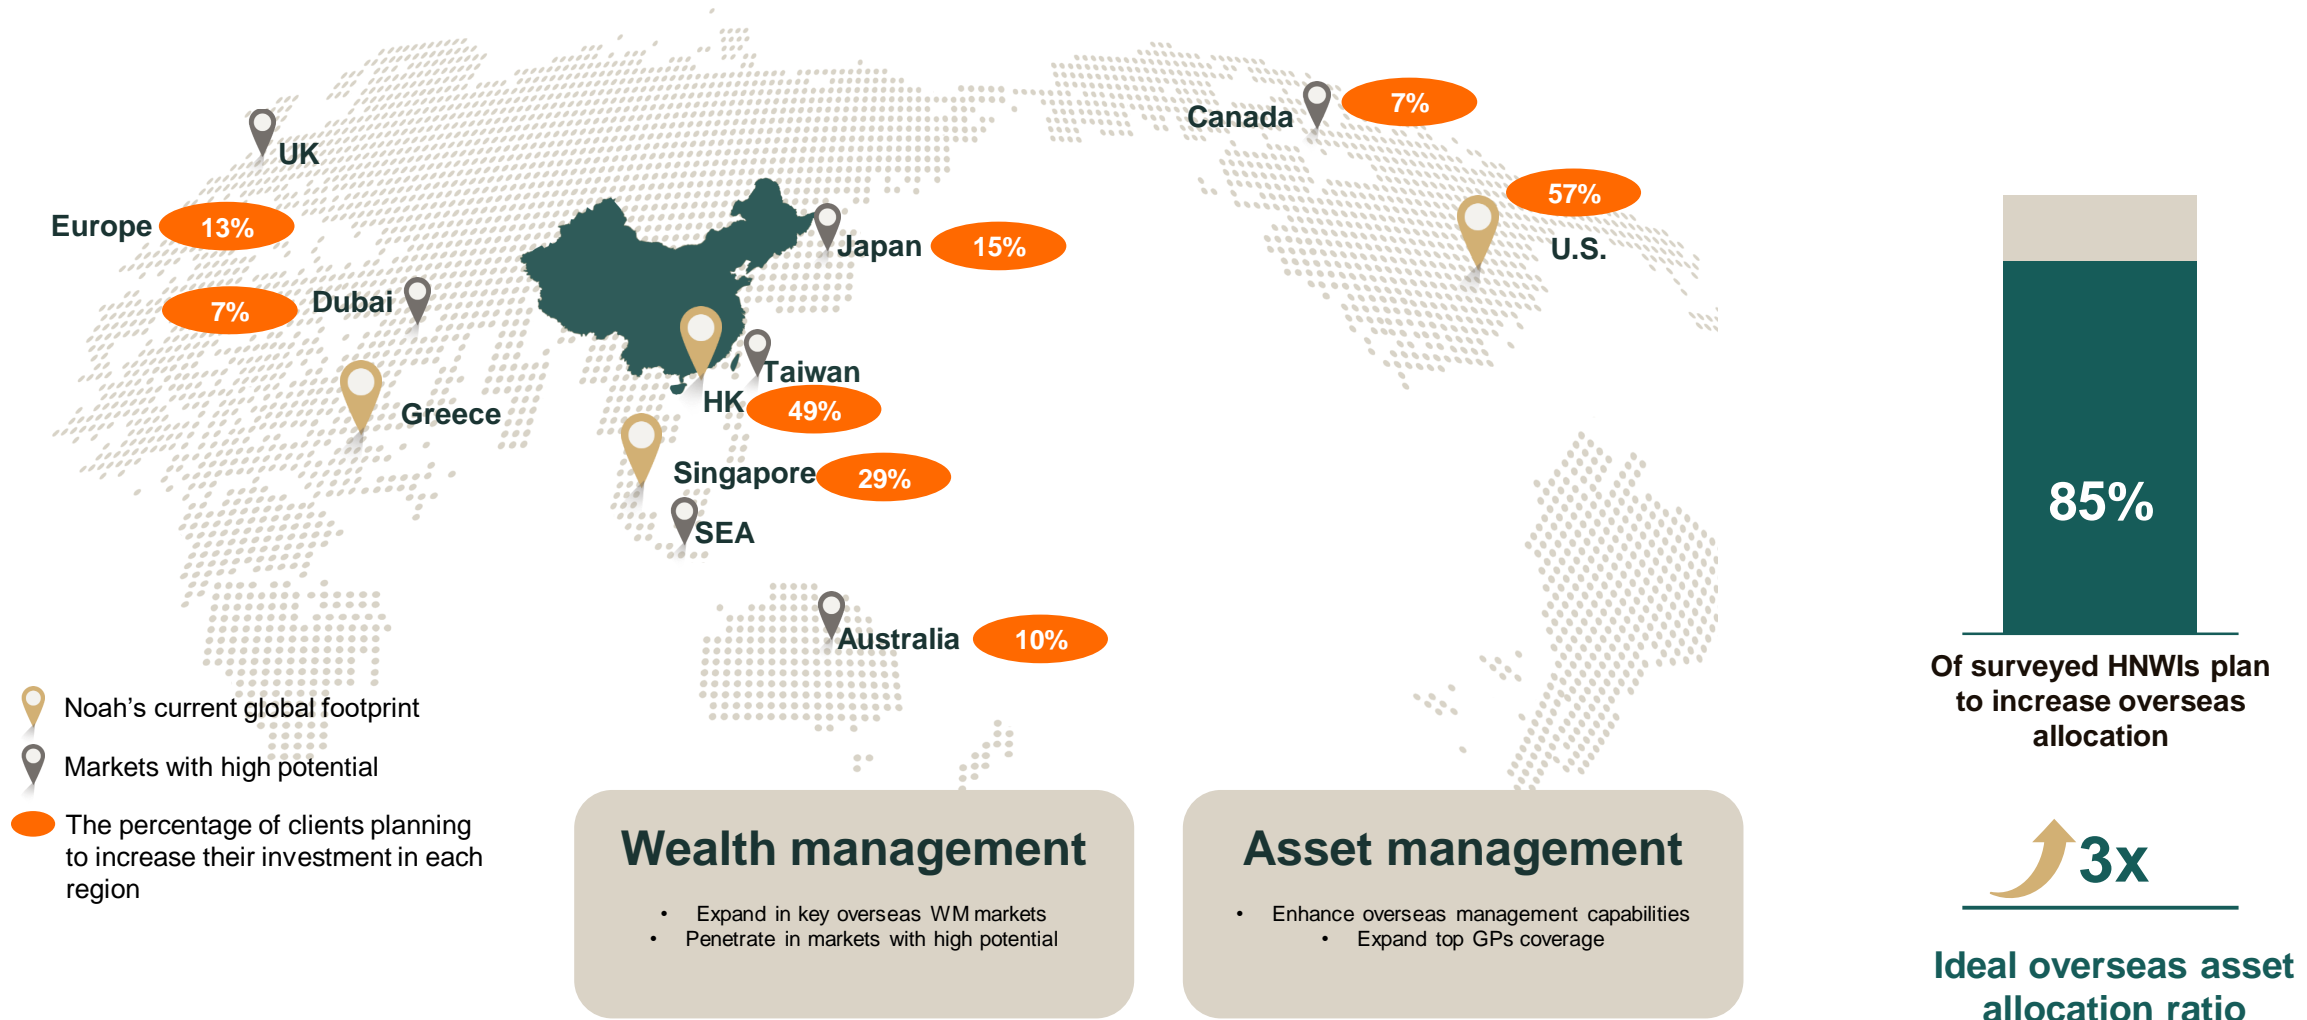 Canada
7%
UK
57%
Europe
13%
Japan
15%
U.S.
7%
Dubai
Taiwan
HK
49%
Greece
Singapore
29%
SEA
85%
Australia
10%
Of surveyed HNWIs plan
to increase overseas
allocation
Noah’s current global footprint
Markets with high potential
The percentage of clients planning
to increase their investment in each
region
Wealth management
• Expand in key overseas WM markets
• Penetrate in markets with high potential
Asset management
• Enhance overseas management capabilities
• Expand top GPs coverage
3x
Ideal overseas asset
allocation ratio